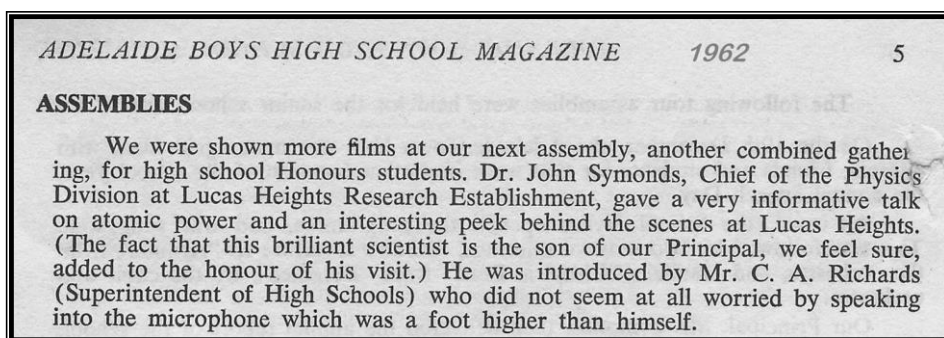 ADELAIDE BOYS HIGH SCHOOL MAGAZINE 1962 5
ASSEMBLIES
We were shown more films at our next assembly, another combined gather
ing, for high school Honours students. Dr. John Symonds, Chief of the Physics
Division at Lucas Heights Research Establishment, gave a very informative talk
on atomic power and an interesting peek behind the scenes at Lucas Heights.
(The fact that this brilliant scientist is the son of our Principal, we feel sure,
added to the honour of his visit.) He was introduced by Mr. C. A. Richards
(Superintendent of High Schools) who did not seem at all worried by speaking
into the microphone which was a foot higher than himself.